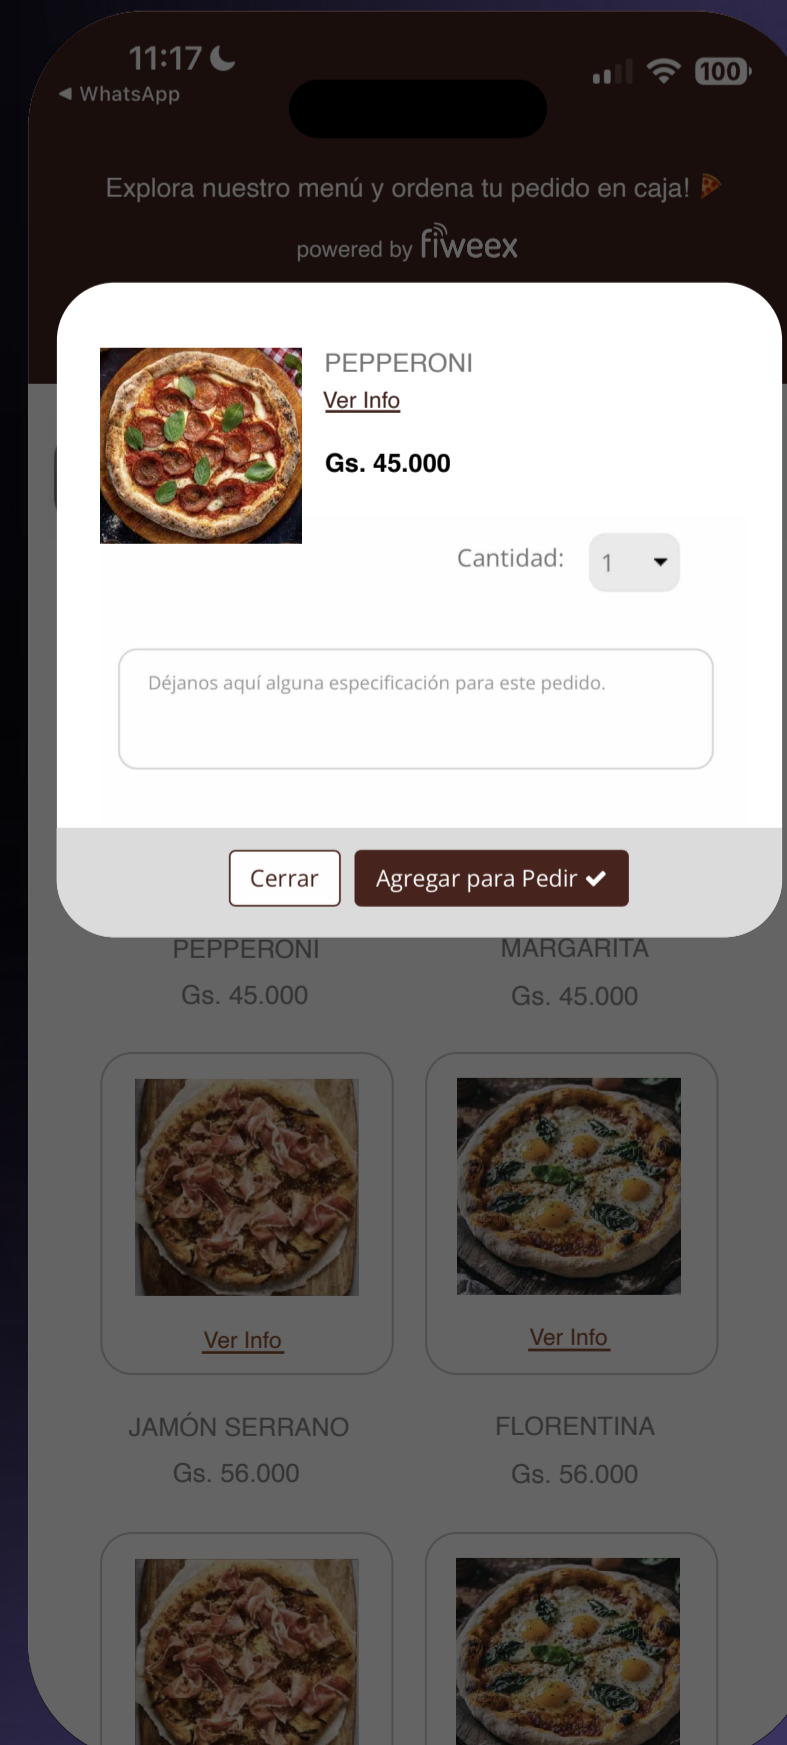 11:17
100
◀ WhatsApp
Explora nuestro menú y ordena tu pedido en caja! 🍕
powered by fiweex
PEPPERONI
Ver Info
Gs. 45.000
Cantidad: 1
Déjanos aquí alguna especificación para este pedido.
Cerrar
Agregar para Pedir ✔
PEPPERONI
MARGARITA
Gs. 45.000
Gs. 45.000
Ver Info
Ver Info
JAMÓN SERRANO
FLORENTINA
Gs. 56.000
Gs. 56.000